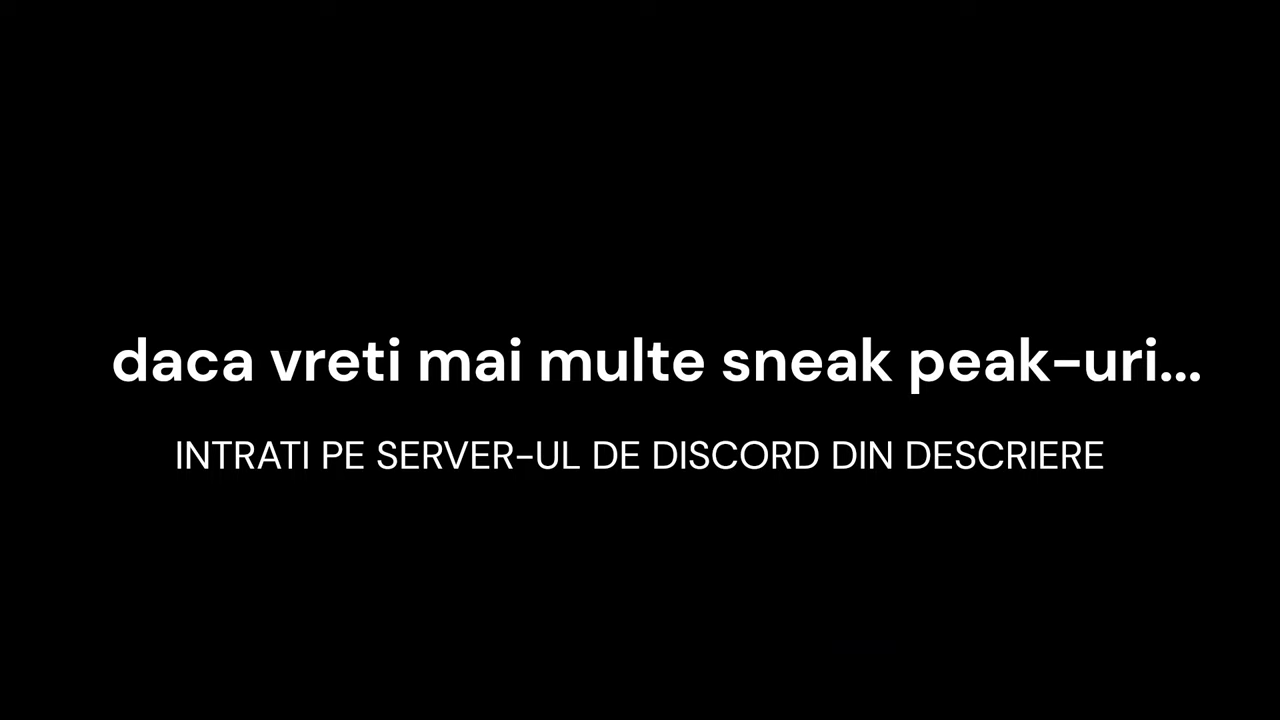 daca vreti mai multe sneak peak-uri...
INTRATI PE SERVER-UL DE DISCORD DIN DESCRIERE